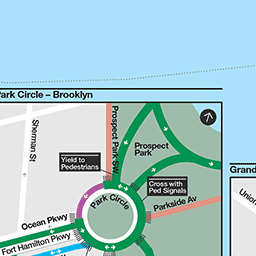 Park Circle – Brooklyn
Sherman St
Prospect Park SW
Prospect
Park
Yield to
Pedestrians
Cross with
Ped Signals
Park Circle
Parkside Av
Ocean Pkwy
Fort Hamilton Pkwy
Grand
Union